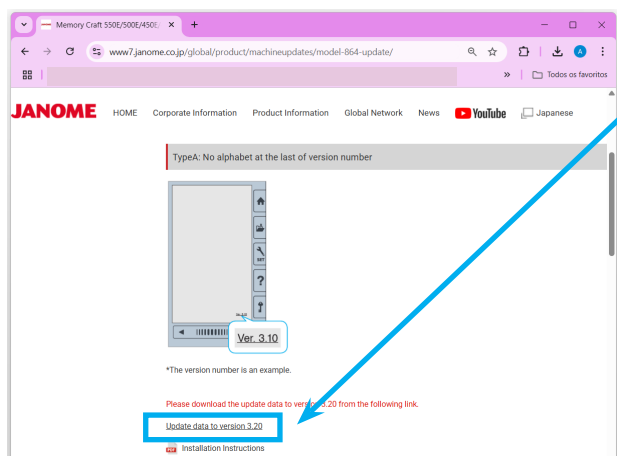 Memory Craft 550E/500E/450E/
www7.janome.co.jp/global/product/machineupdates/model-864-update/
A
Todos os favoritos
JANOME
HOME Corporate Information Product Information Global Network News YouTube Japanese
TypeA: No alphabet at the last of version number
SET
?
Ver. 3.10
*The version number is an example.
Please download the update data to version 3.20 from the following link.
Update data to version 3.20
PDF Installation Instructions